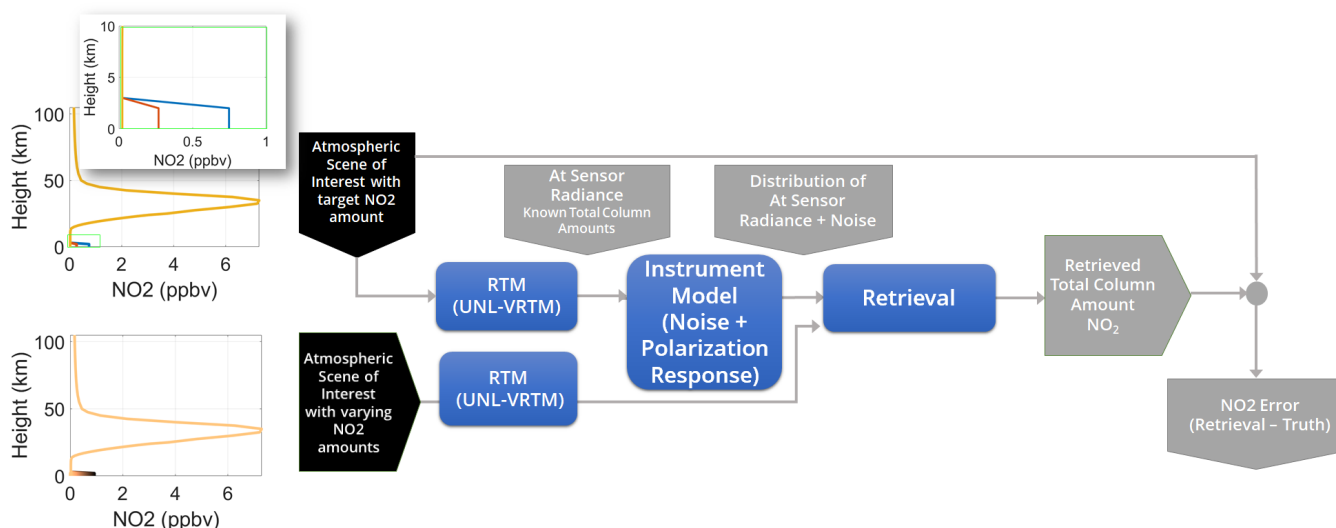 10
5
0
Height (km)
0
0.5
1
NO2 (ppbv)
100
50
0
Height (km)
0
2
4
6
NO2 (ppbv)
Atmospheric
Scene of
Interest with
target NO2
amount
At Sensor
Radiance
Known Total Column
Amounts
Distribution of
At Sensor
Radiance + Noise
RTM
(UNL-VRTM)
Instrument
Model
(Noise +
Polarization
Response)
Retrieval
Retrieved
Total Column
Amount
NO₂
100
50
0
Height (km)
0
2
4
6
NO2 (ppbv)
Atmospheric
Scene of
Interest
with varying
NO2
amounts
RTM
(UNL-VRTM)
NO2 Error
(Retrieval – Truth)